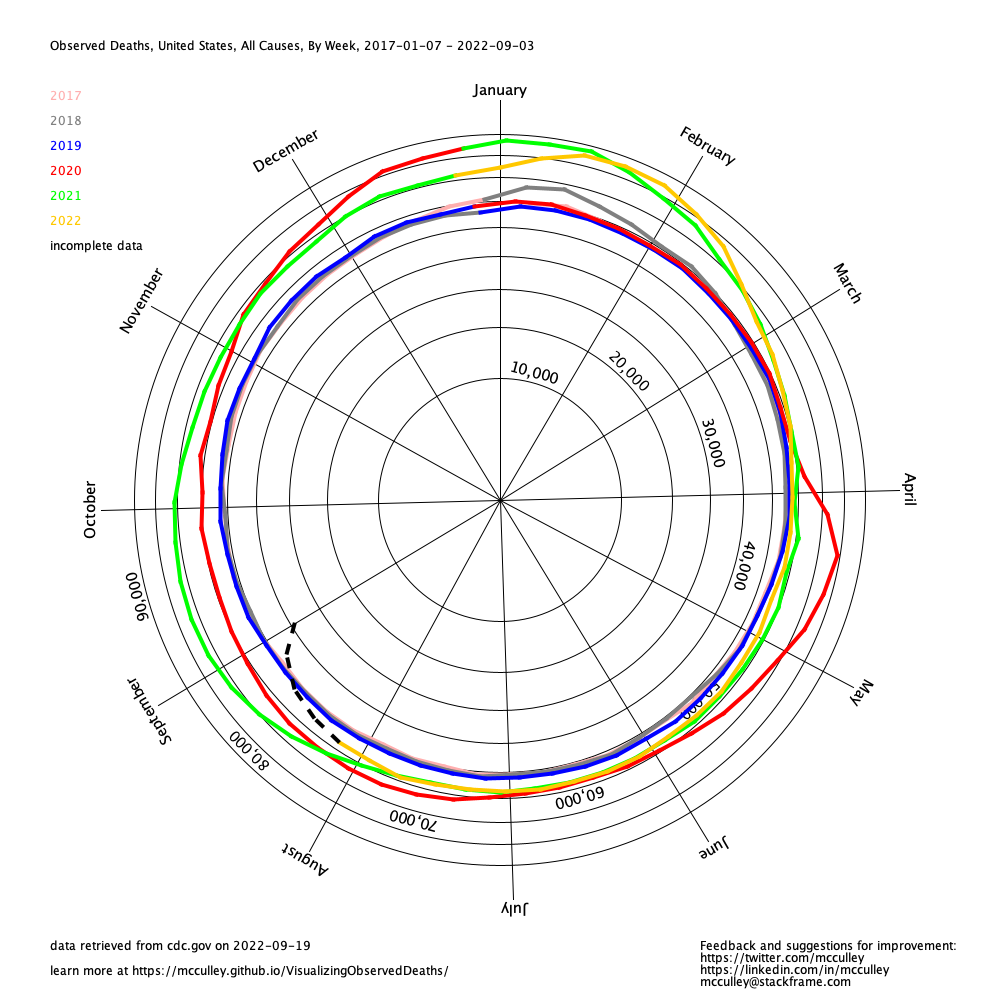 Observed Deaths, United States, All Causes, By Week, 2017-01-07 - 2022-09-03
2017
2018
2019
2020
2021
2022
incomplete data
January
February
March
April
May
June
July
August
September
October
November
December
10,000
20,000
30,000
40,000
50,000
60,000
70,000
80,000
90,000
data retrieved from cdc.gov on 2022-09-19
learn more at https://mcculley.github.io/VisualizingObservedDeaths/
Feedback and suggestions for improvement:
https://twitter.com/mcculley
https://linkedin.com/in/mcculley
mcculley@stackframe.com